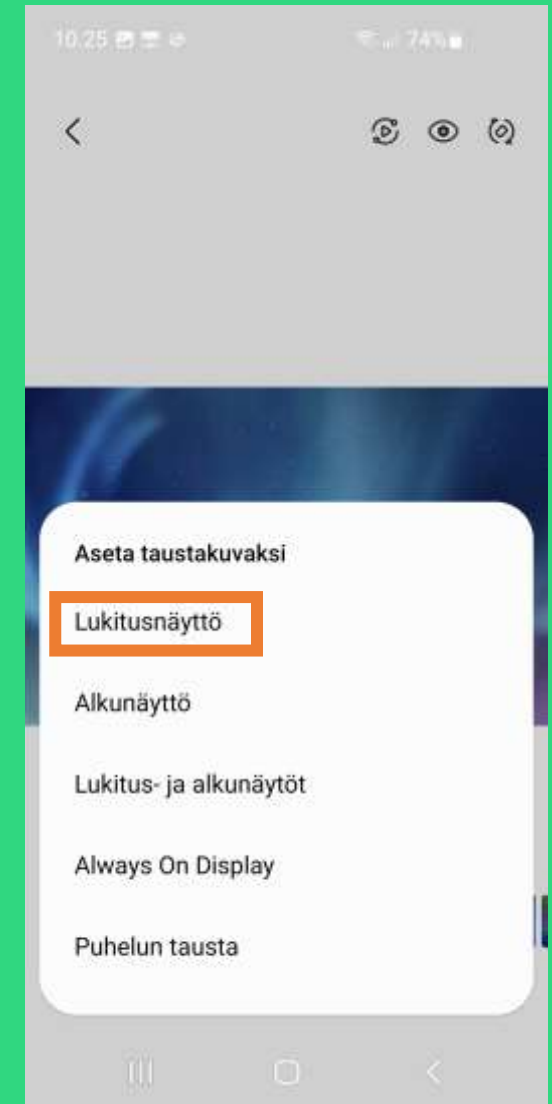 10.25
74%
Aseta taustakuvaksi
Lukitusnäyttö
Alkunäyttö
Lukitus- ja alkunäytöt
Always On Display
Puhelun tausta